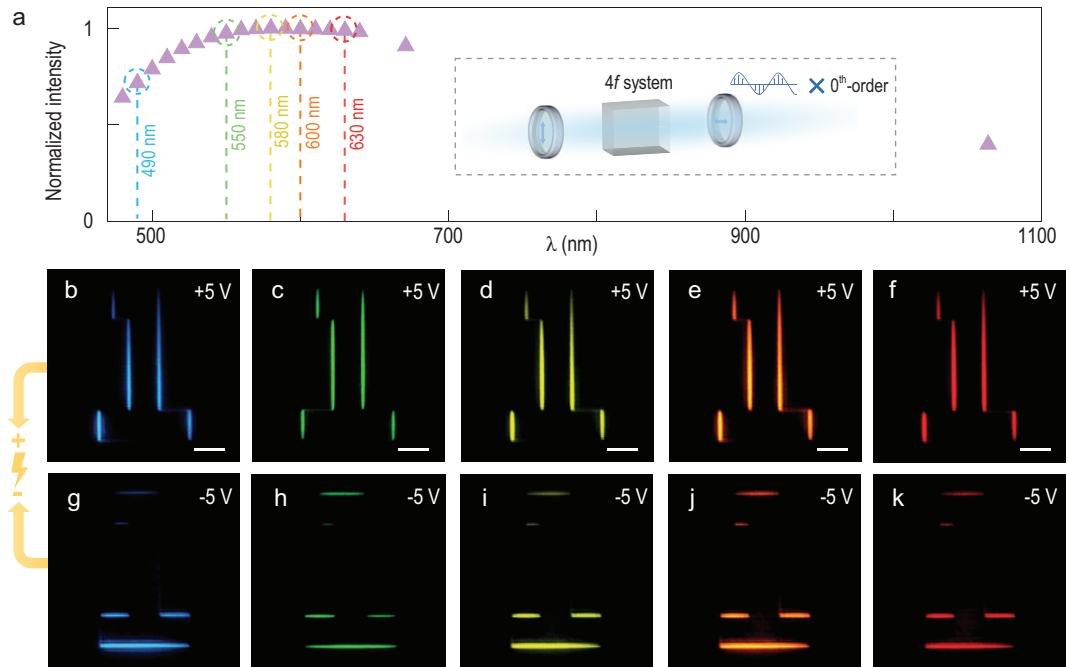 a
Normalized intensity
1
0
490 nm
550 nm
580 nm
600 nm
630 nm
4f system
0th-order
500
700
900
1100
λ (nm)
b +5 V
c +5 V
d +5 V
e +5 V
f +5 V
+
-
g -5 V
h -5 V
i -5 V
j -5 V
k -5 V